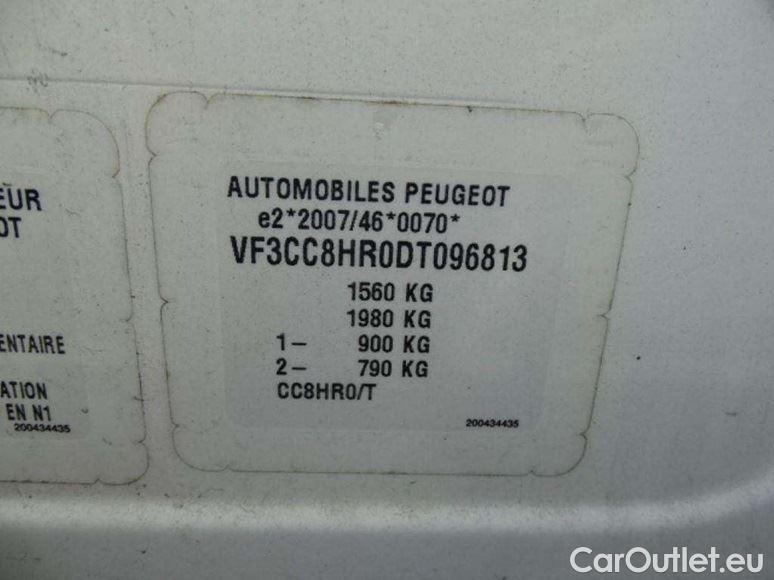 EUR
OT
ENTAIRE
ATION
EN N1
200434435
AUTOMOBILES PEUGEOT
e2*2007/46*0070*
VF3CC8HR0DT096813
1560 KG
1980 KG
1- 900 KG
2- 790 KG
CC8HR0/T
200434435
CarOutlet.eu